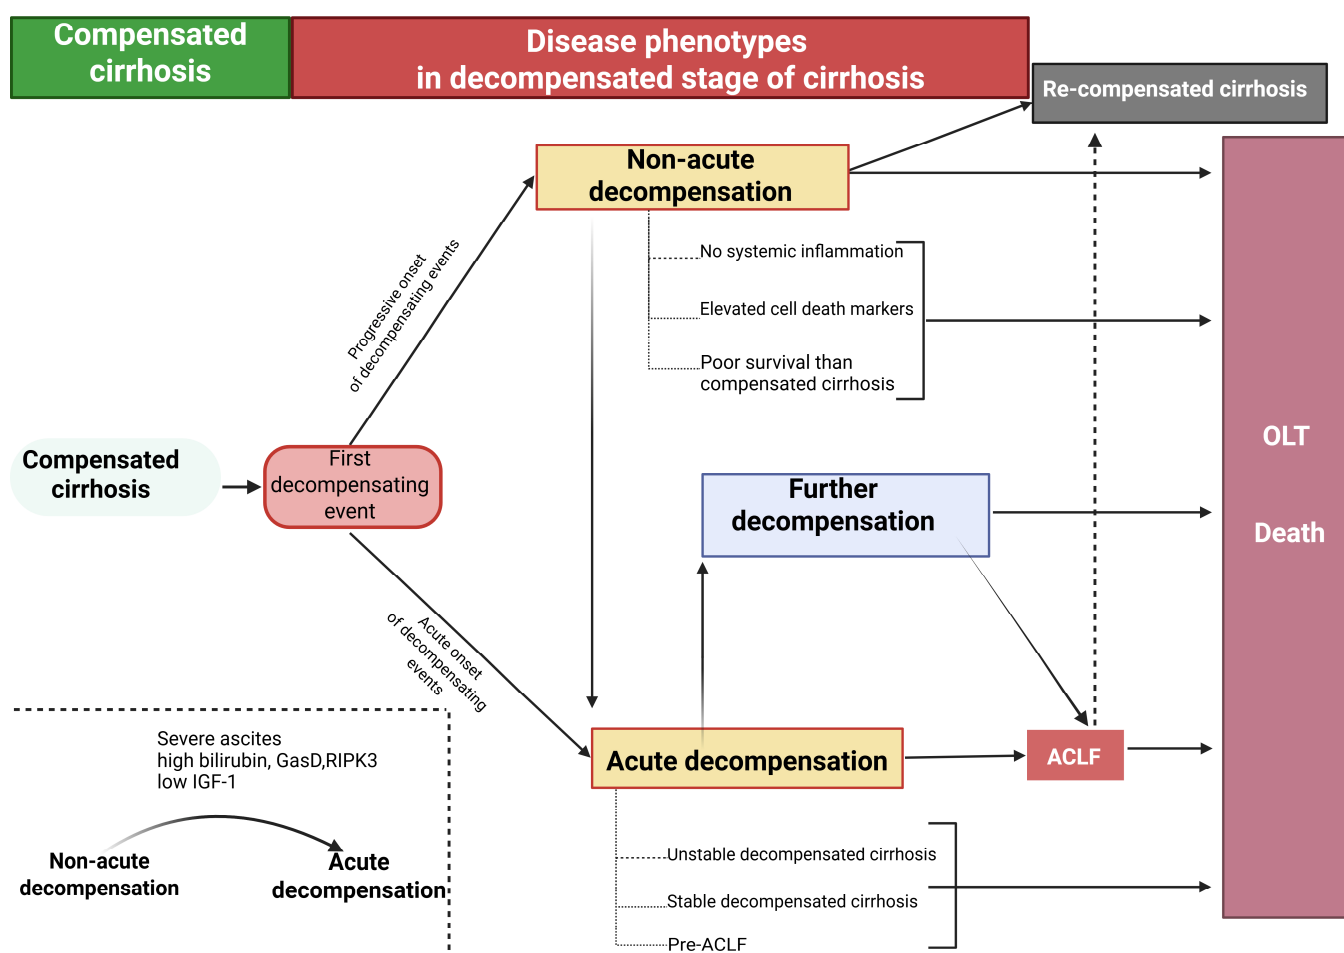 Compensated
cirrhosis
Disease phenotypes
in decompensated stage of cirrhosis
Re-compensated cirrhosis
Non-acute
decompensation
No systemic inflammation
Elevated cell death markers
Poor survival than
compensated cirrhosis
Progressive onset
of decompensating events
Compensated
cirrhosis
First
decompensating
event
Further
decompensation
OLT
Death
Acute onset
of decompensating
events
Acute decompensation
ACLF
Unstable decompensated cirrhosis
Stable decompensated cirrhosis
Pre-ACLF
Severe ascites
high bilirubin, GasD,RIPK3
low IGF-1
Non-acute
decompensation
Acute
decompensation